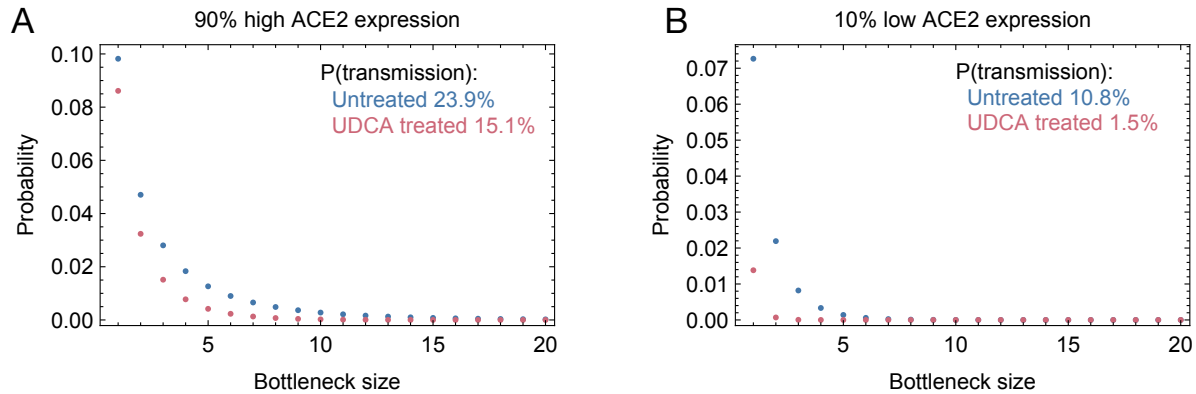 A
90% high ACE2 expression
P(transmission):
Untreated 23.9%
UDCA treated 15.1%
Probability
0.10
0.08
0.06
0.04
0.02
0.00
5
10
15
20
Bottleneck size
B
10% low ACE2 expression
P(transmission):
Untreated 10.8%
UDCA treated 1.5%
Probability
0.07
0.06
0.05
0.04
0.03
0.02
0.01
0.00
5
10
15
20
Bottleneck size